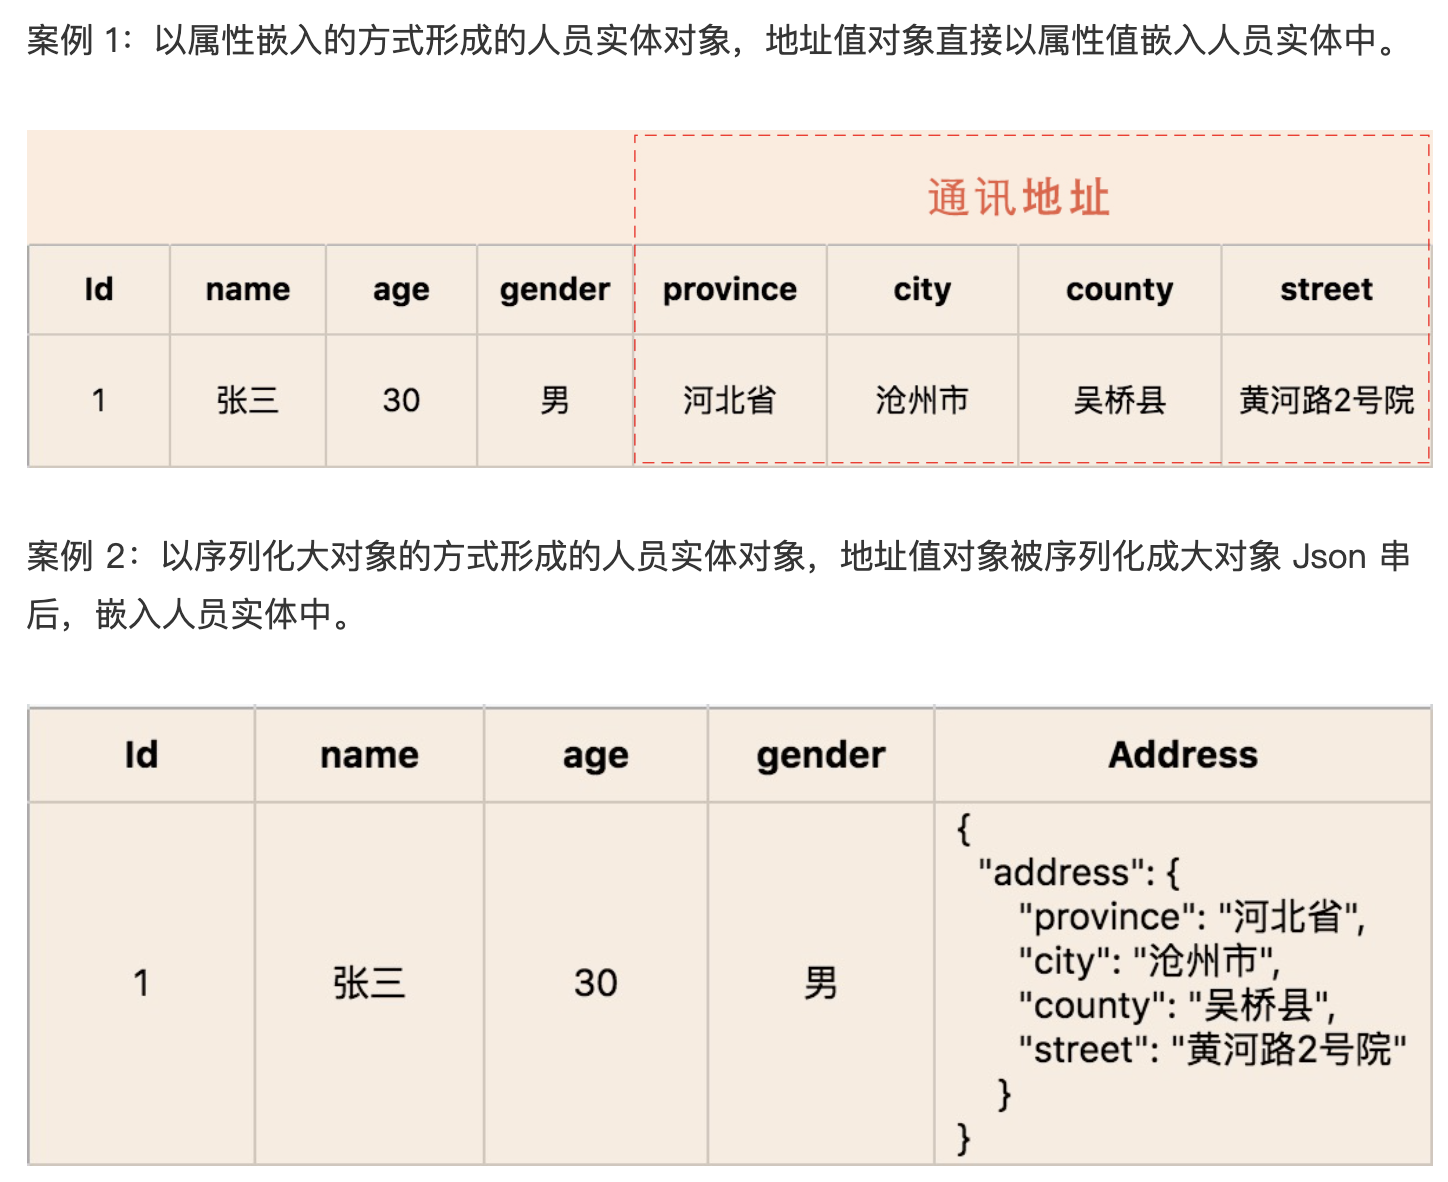 案例 1：以属性嵌入的方式形成的人员实体对象，地址值对象直接以属性值嵌入人员实体中。
通讯地址
Id name age gender province city county street
1 张三 30 男 河北省 沧州市 吴桥县 黄河路2号院
案例 2：以序列化大对象的方式形成的人员实体对象，地址值对象被序列化成大对象 Json 串
后，嵌入人员实体中。
Id name age gender Address
{
"address": {
"province": "河北省",
"city": "沧州市",
1 张三 30 男
"county": "吴桥县",
"street": "黄河路2号院"
}
}